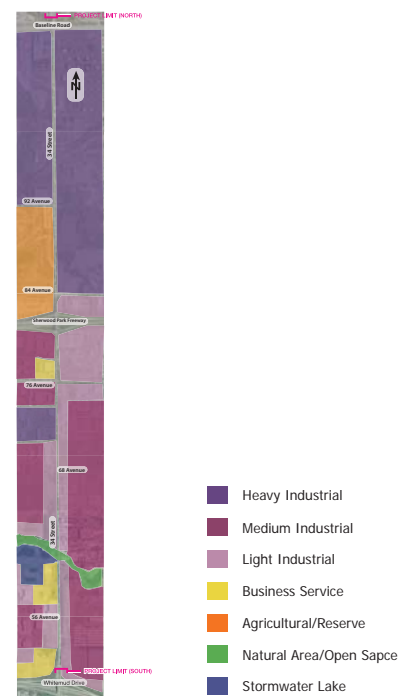 PROJECT LIMIT (NORTH)
Baseline Road
N
34 Street
92 Avenue
84 Avenue
Sherwood Park Freeway
76 Avenue
68 Avenue
34 Street
56 Avenue
PROJECT LIMIT (SOUTH)
Whitemud Drive
Heavy Industrial
Medium Industrial
Light Industrial
Business Service
Agricultural/Reserve
Natural Area/Open Sapce
Stormwater Lake